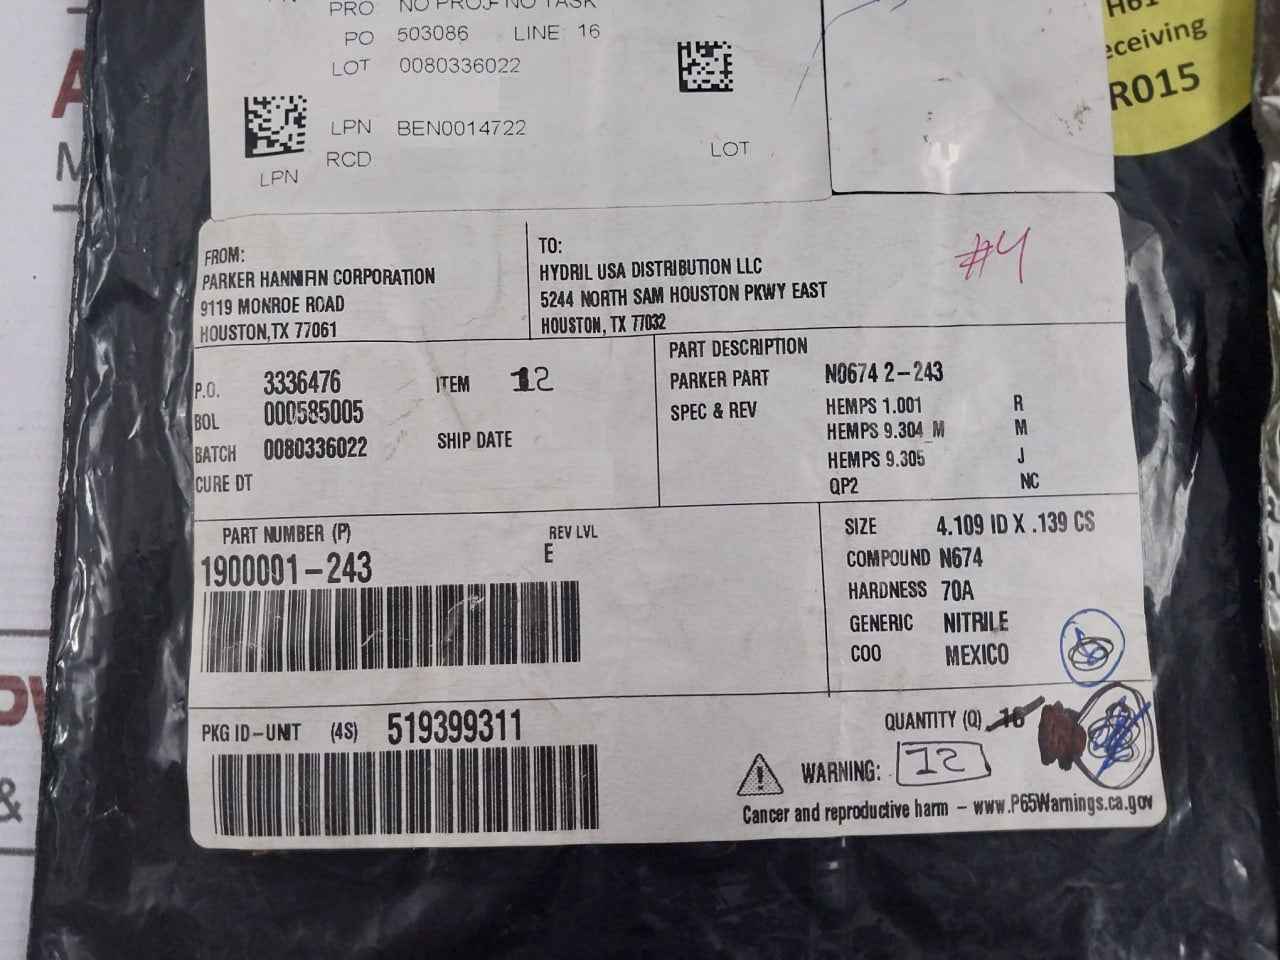 PRO NO PROJ- NO TASK
PO 503086 LINE: 16
LOT 0080336022
LPN BEN0014722
RCD
LPN
LOT
eceiving
R015
FROM:
PARKER HANNIFIN CORPORATION
9119 MONROE ROAD
HOUSTON,TX 77061
TO:
HYDRIL USA DISTRIBUTION LLC
5244 NORTH SAM HOUSTON PKWY EAST
HOUSTON, TX 77032
#4
P.O. 3336476 ITEM 12
BOL 000585005
BATCH 0080336022 SHIP DATE
CURE DT
PART DESCRIPTION
PARKER PART N0674 2-243
SPEC & REV HEMPS 1.001 R
HEMPS 9.304_M M
HEMPS 9.305 J
QP2 NC
PART NUMBER (P) REV LVL
1900001-243 E
SIZE 4.109 ID X .139 CS
COMPOUND N674
HARDNESS 70A
GENERIC NITRILE
COO MEXICO
PKG ID-UNIT (4S) 519399311
QUANTITY (Q) 16
12
WARNING:
Cancer and reproductive harm - www.P65Warnings.ca.gov
&